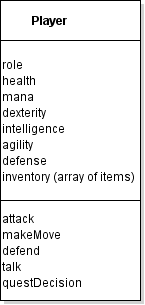 Player
role
health
mana
dexterity
intelligence
agility
defense
inventory (array of items)
attack
makeMove
defend
talk
questDecision